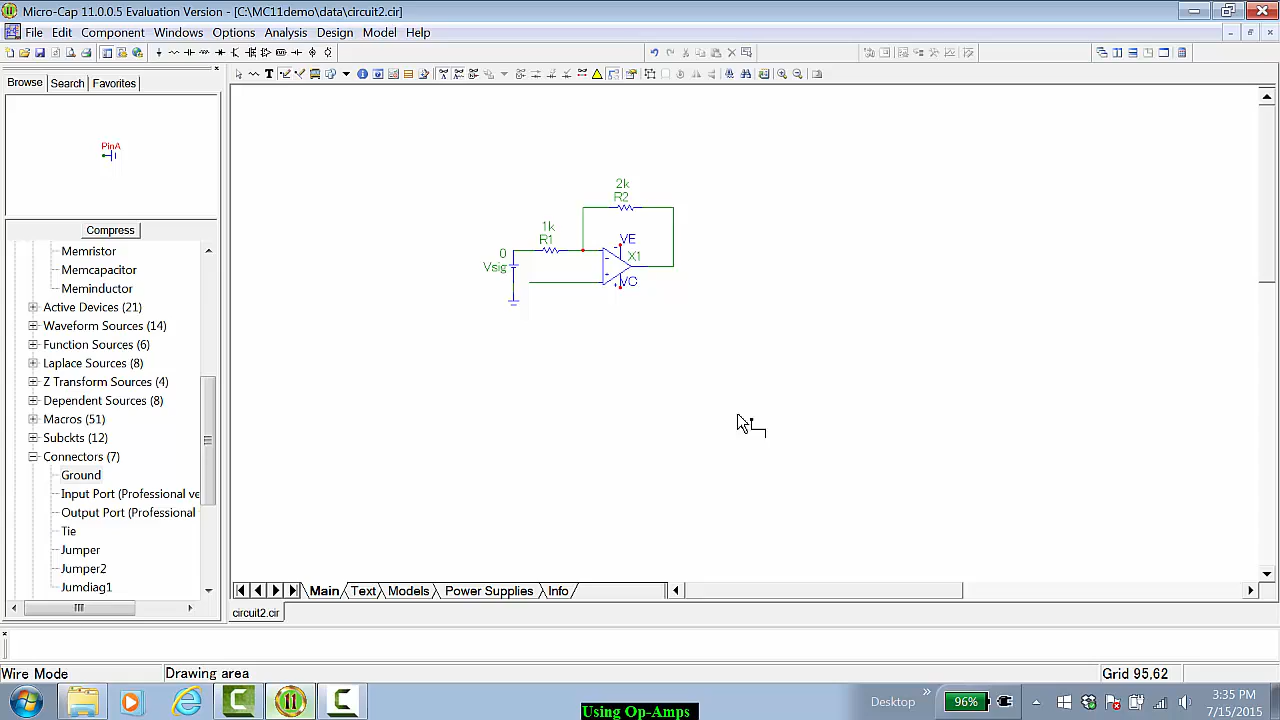 Micro-Cap 11.0.0.5 Evaluation Version - [C:\MC11demo\data\circuit2.cir]
File Edit Component Windows Options Analysis Design Model Help
Browse Search Favorites
PinA
Compress
Memristor
Memcapacitor
Meminductor
Active Devices (21)
Waveform Sources (14)
Function Sources (6)
Laplace Sources (8)
Z Transform Sources (4)
Dependent Sources (8)
Macros (51)
Subckts (12)
Connectors (7)
Ground
Input Port (Professional ve
Output Port (Professional
Tie
Jumper
Jumper2
Jumdiag1
2k
R2
1k
R1
VE
0
X1
Vsig
VC
Main Text Models Power Supplies Info
circuit2.cir
Wire Mode Drawing area Grid 95,62
Desktop » 96% 3:35 PM
7/15/2015
Using Op-Amps